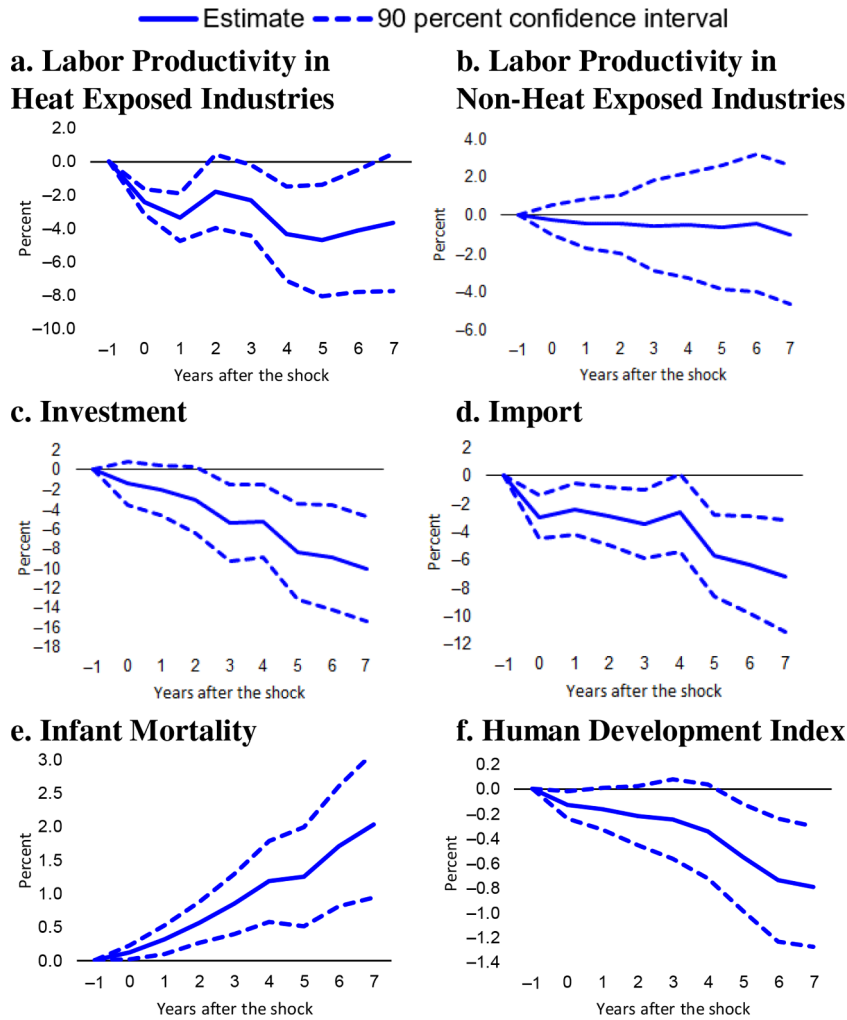 Estimate 90 percent confidence interval
a. Labor Productivity in
Heat Exposed Industries
2.0
0.0
–2.0
–4.0
–6.0
–8.0
–10.0
Percent
–1 0 1 2 3 4 5 6 7
Years after the shock
b. Labor Productivity in
Non-Heat Exposed Industries
4.0
2.0
0.0
–2.0
–4.0
–6.0
Percent
–1 0 1 2 3 4 5 6 7
Years after the shock
c. Investment
2
0
–2
–4
–6
–8
–10
–12
–14
–16
–18
Percent
–1 0 1 2 3 4 5 6 7
Years after the shock
d. Import
2
0
–2
–4
–6
–8
–10
–12
Percent
–1 0 1 2 3 4 5 6 7
Years after the shock
e. Infant Mortality
3.0
2.5
2.0
1.5
1.0
0.5
0.0
Percent
–1 0 1 2 3 4 5 6 7
Years after the shock
f. Human Development Index
0.2
0.0
–0.2
–0.4
–0.6
–0.8
–1.0
–1.2
–1.4
Percent
–1 0 1 2 3 4 5 6 7
Years after the shock